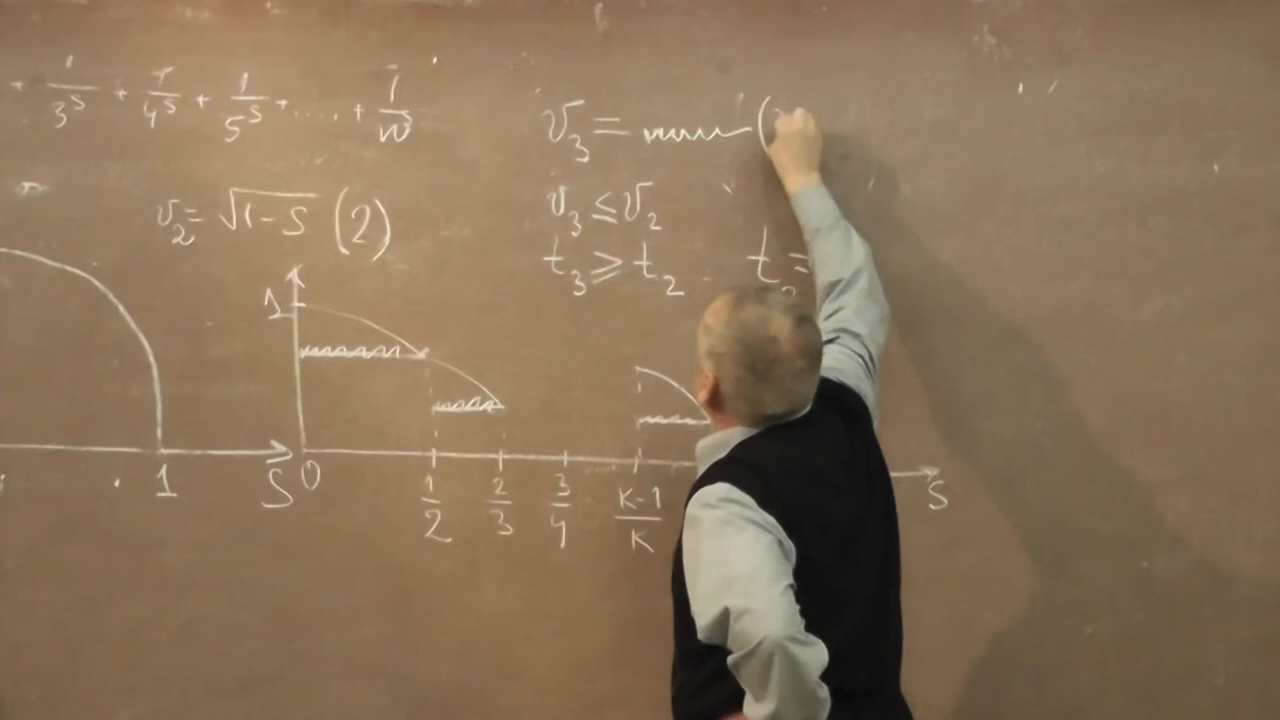 + 1/3^s + 1/4^s + 1/5^s + .... + 1/n^s
v₂ = √(1-S) (2)
v₃ =
v₃ ≤ v₂
t₃ ≥ t₂
t₂ =
1
1 S
0 1/2 2/3 3/4 K-1/K S